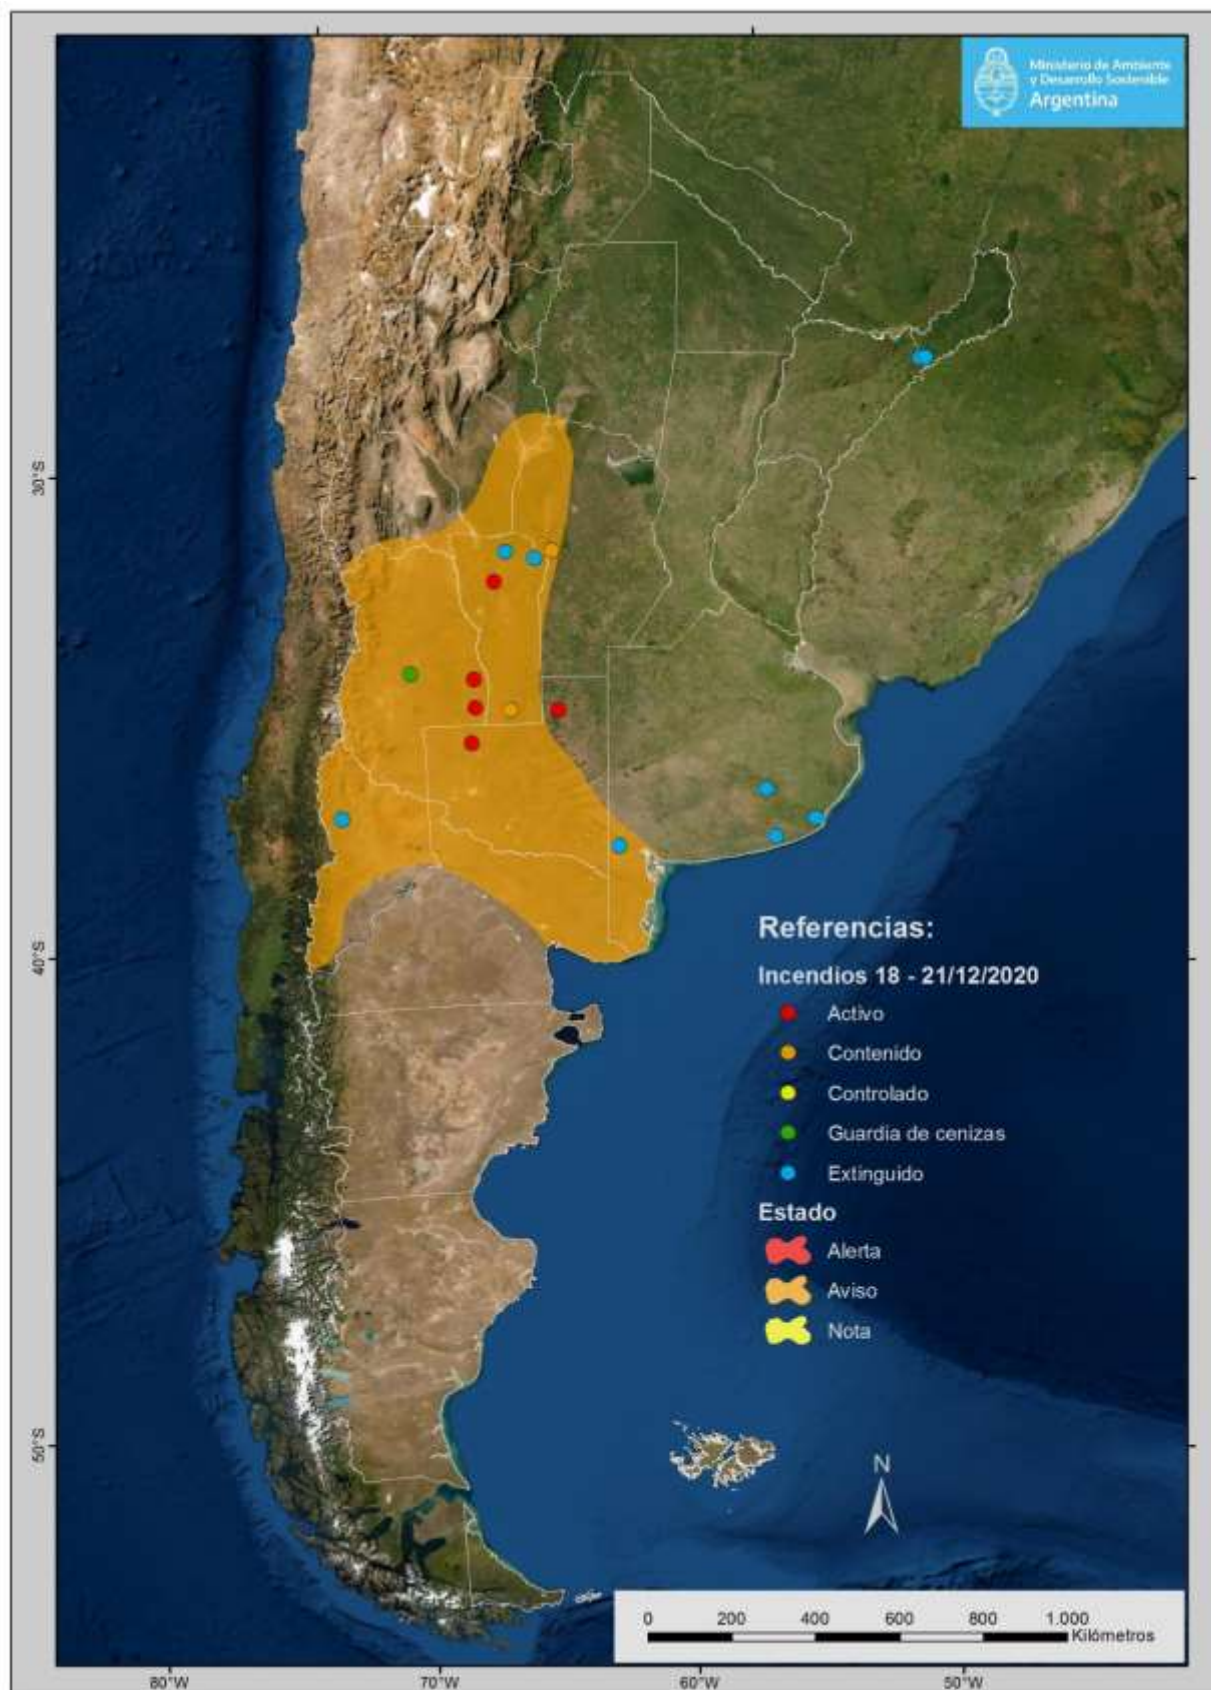 Ministerio de Ambiente
y Desarrollo Sostenible
Argentina
30°S
40°S
50°S
Referencias:
Incendios 18 - 21/12/2020
Activo
Contenido
Controlado
Guardia de cenizas
Extinguido
Estado
Alerta
Aviso
Nota
N
0 200 400 600 800 1.000
Kilómetros
80°W 70°W 60°W 50°W